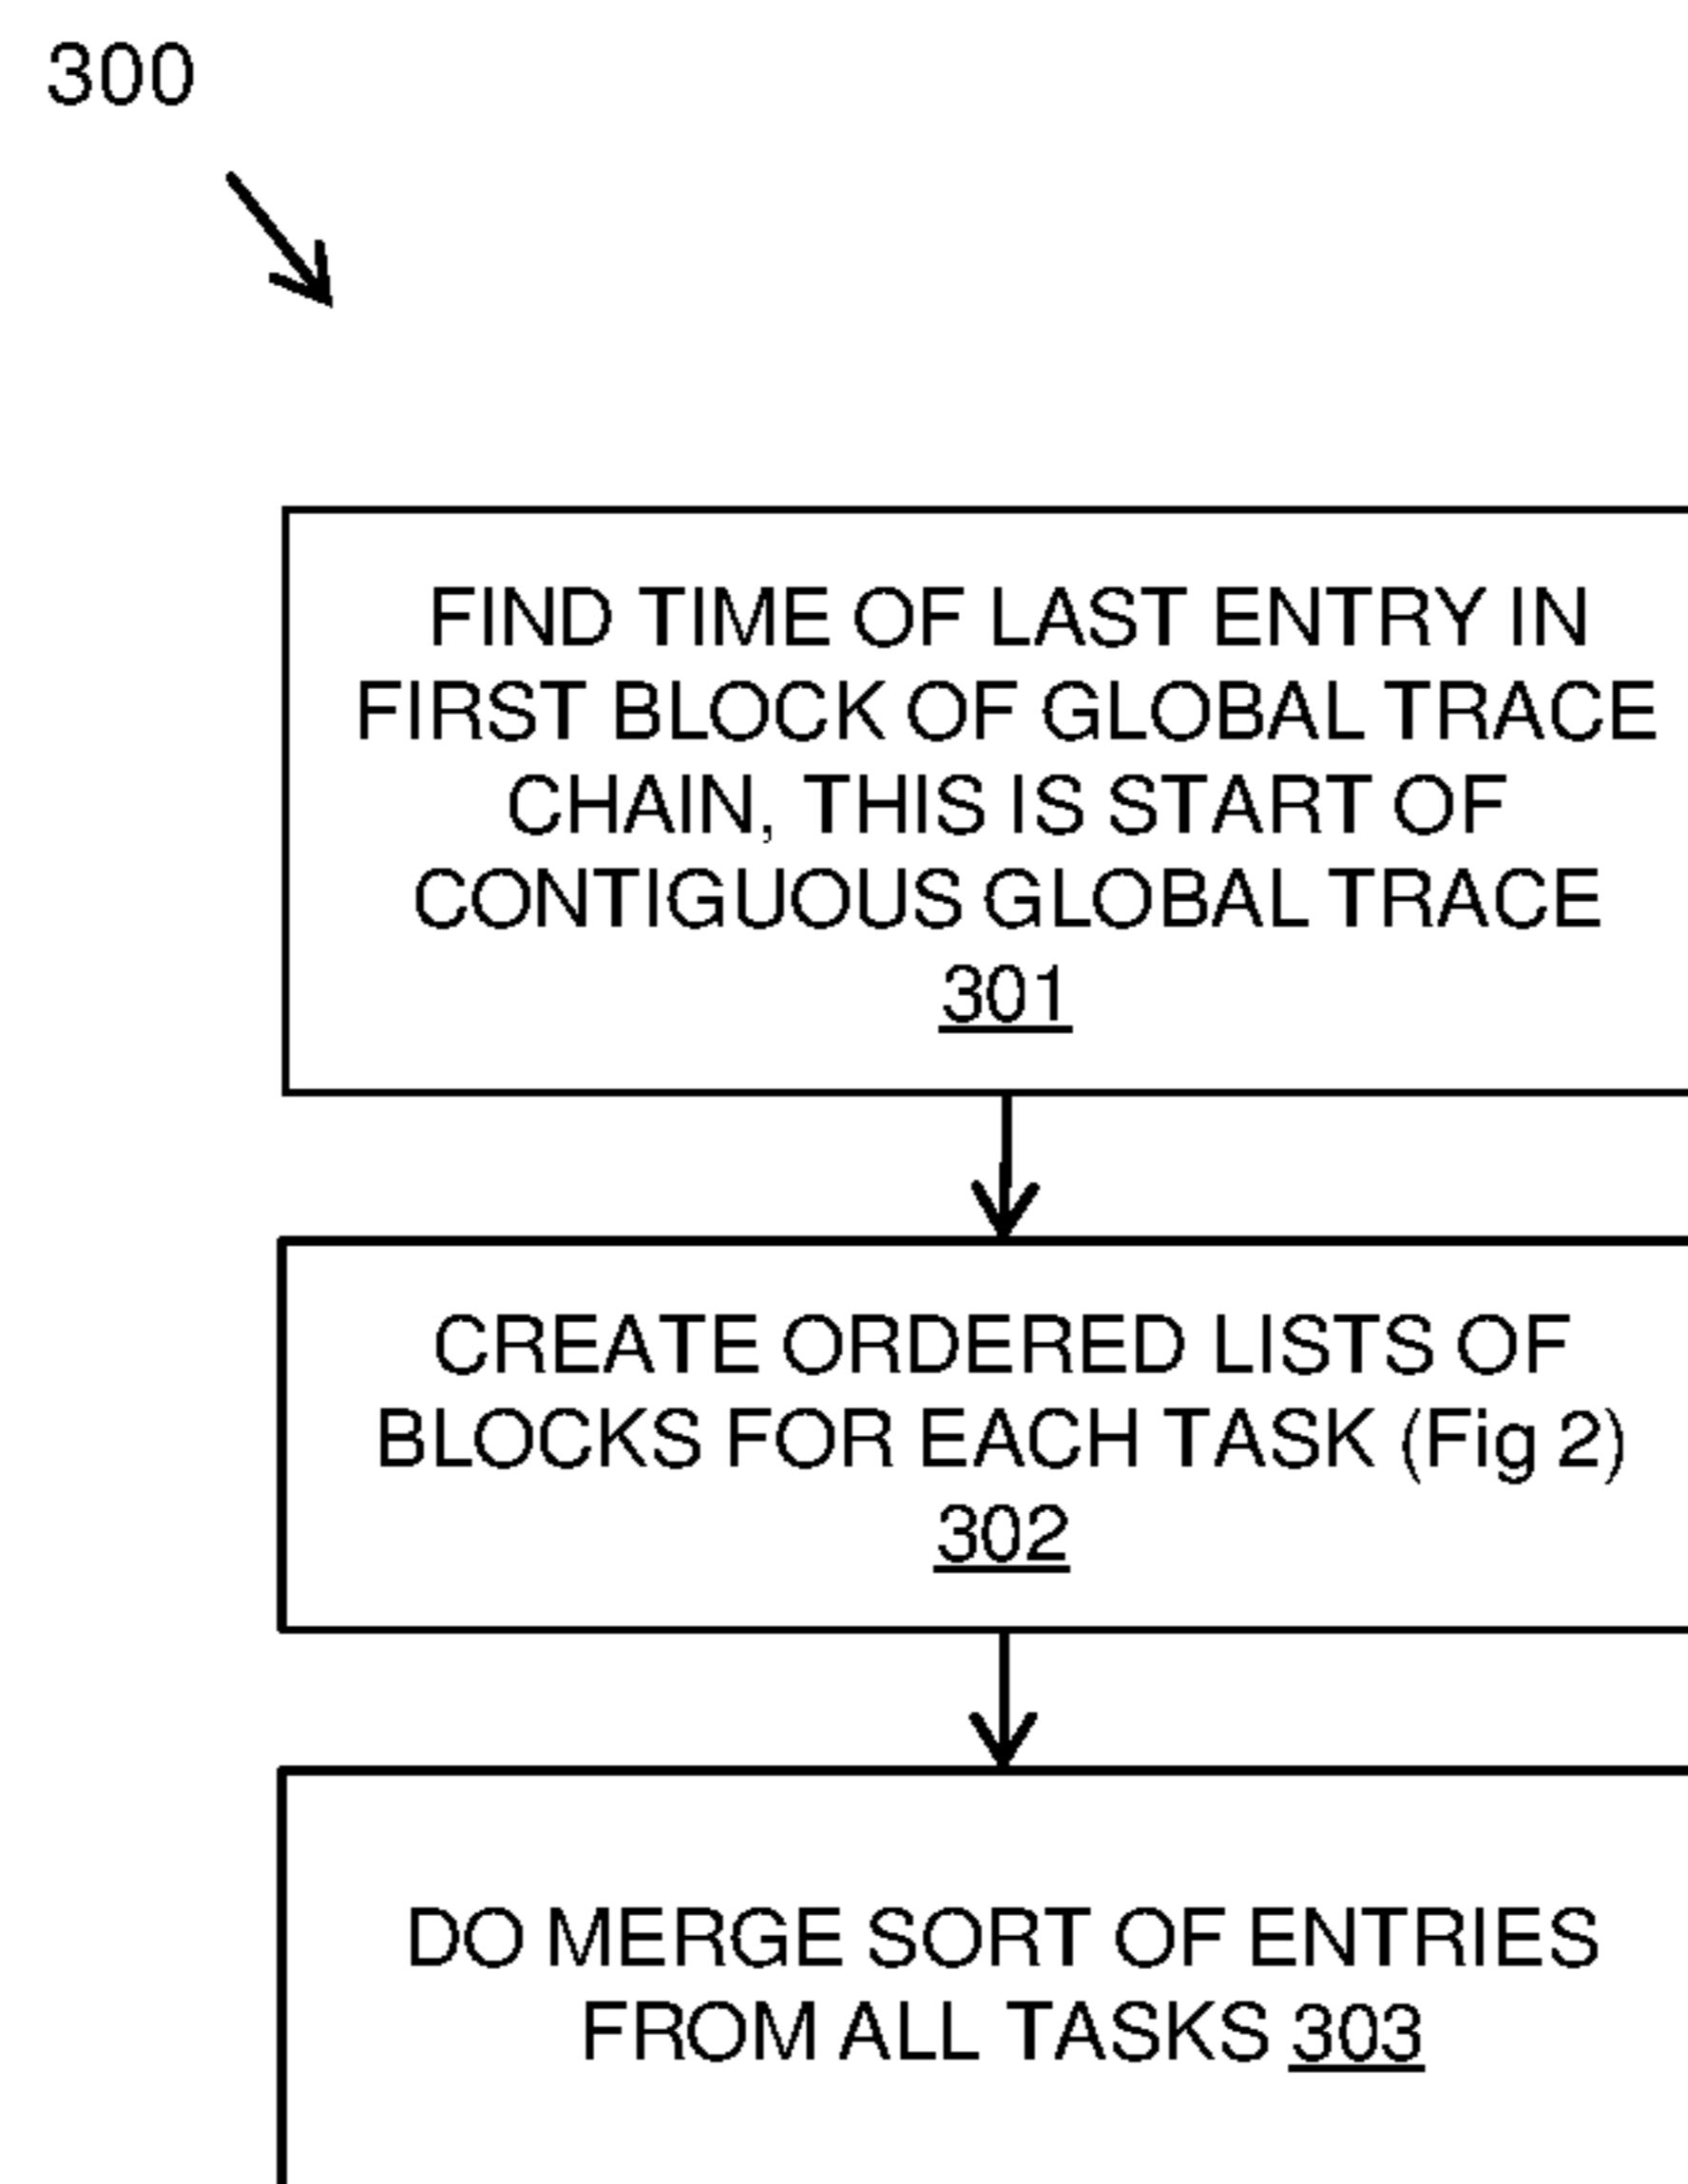 300
FIND TIME OF LAST ENTRY IN
FIRST BLOCK OF GLOBAL TRACE
CHAIN, THIS IS START OF
CONTIGUOUS GLOBAL TRACE
301
CREATE ORDERED LISTS OF
BLOCKS FOR EACH TASK (Fig 2)
302
DO MERGE SORT OF ENTRIES
FROM ALL TASKS 303